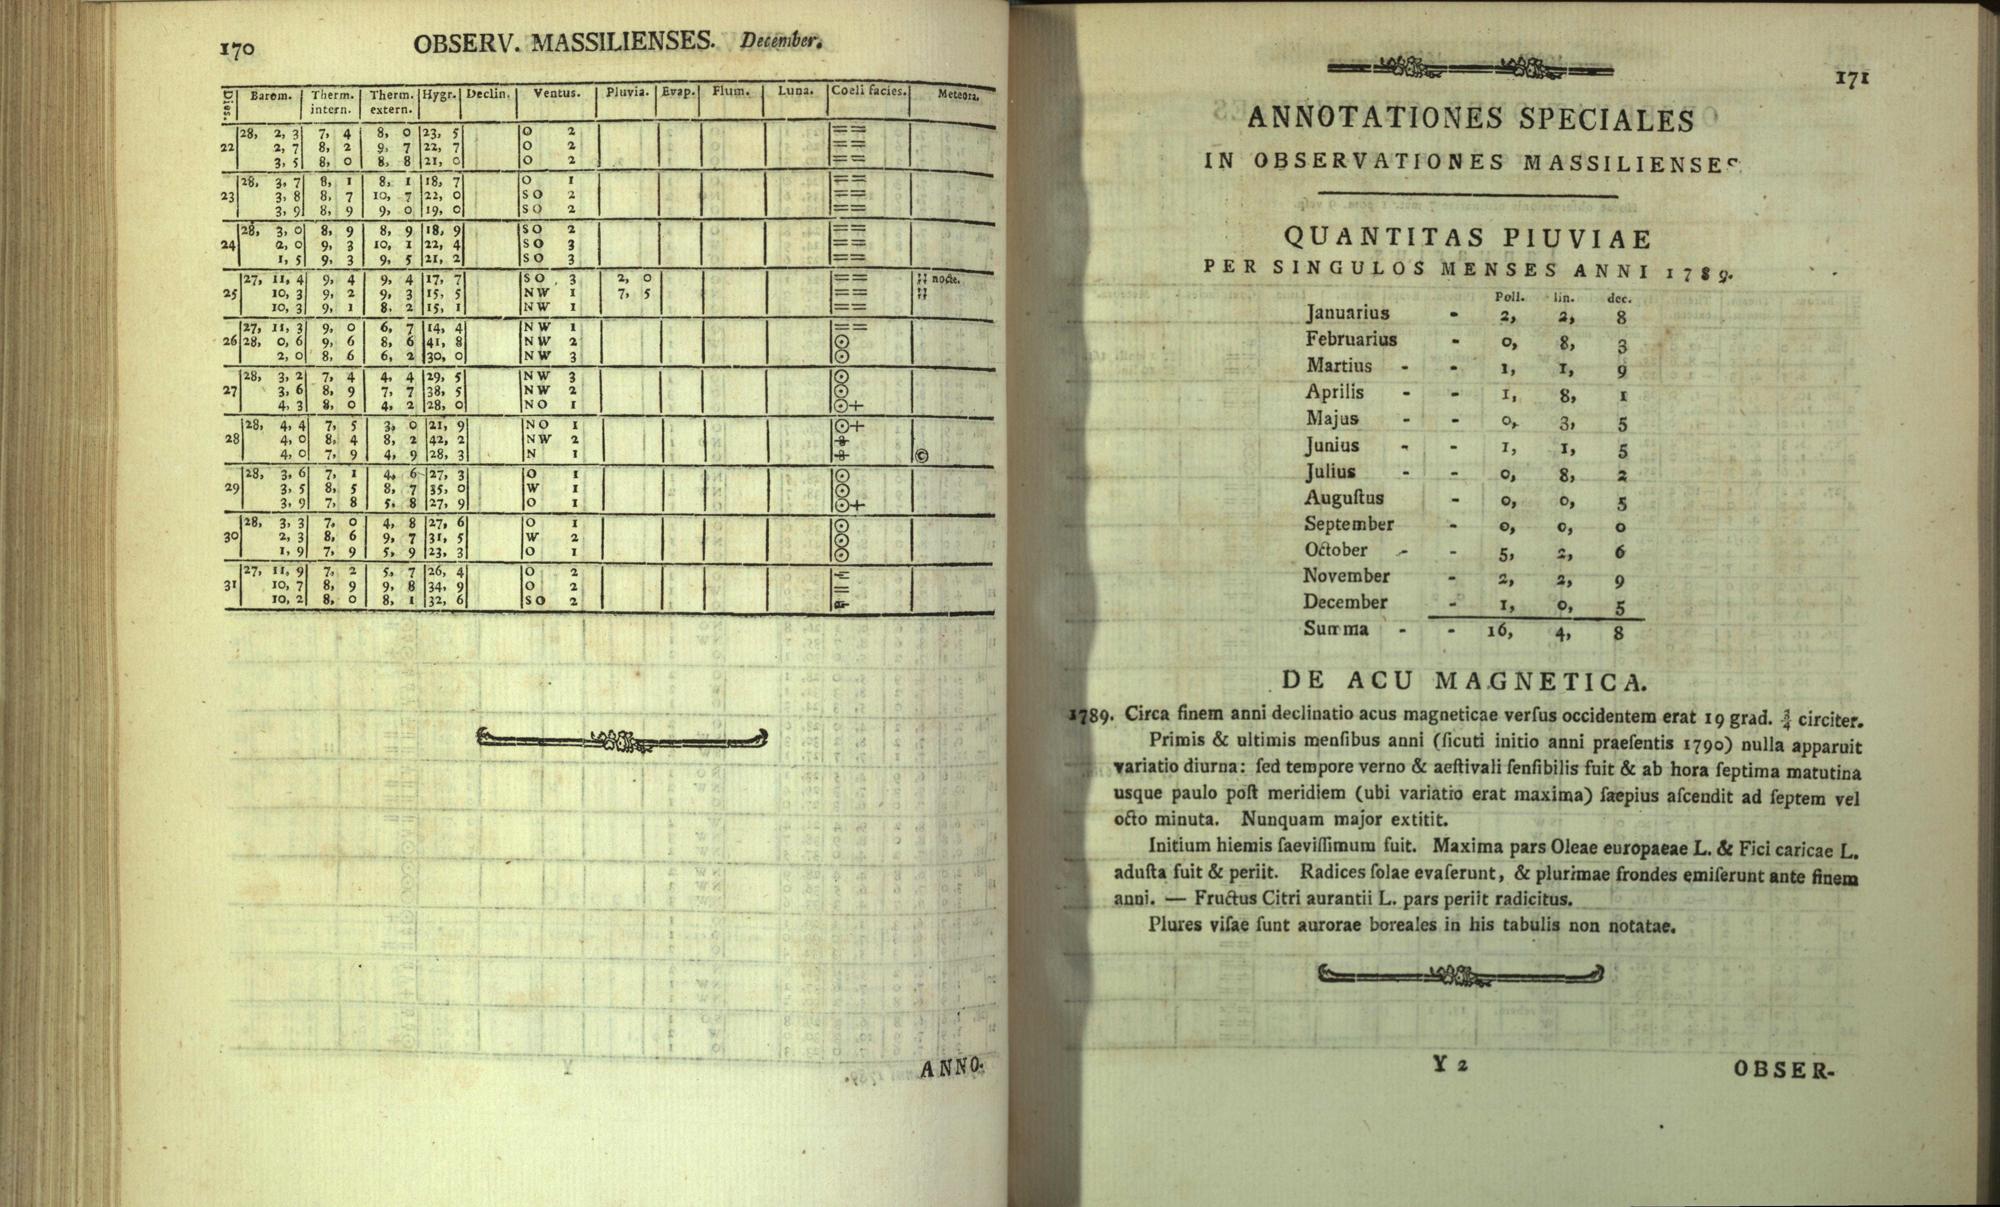 170 OBSERV. MASSILIENSES. December.
Dies. Barom. Therm. intern. Therm. extern. Hygr. Declin. Ventus. Pluvia. Evap. Flum. Luna. Coeli facies. Meteora.
28, 2, 3 7, 4 8, 0 23, 5 O 2 ==
22 2, 7 8, 2 9, 7 22, 7 O 2 ==
3, 5 8, 0 8, 8 21, 0 O 2 ==
28, 3, 7 8, 1 8, 1 18, 7 O 1 ==
23 3, 8 8, 7 10, 7 22, 0 SO 2 ==
3, 9 8, 9 9, 0 19, 0 SO 2 ==
28, 3, 0 8, 9 8, 9 18, 9 SO 2 ==
24 2, 0 9, 3 10, 1 22, 4 SO 3 ==
1, 5 9, 3 9, 5 21, 2 SO 3 ==
27, 11, 4 9, 4 9, 4 17, 7 SO 3 2, 0 == nocte.
25 10, 3 9, 2 9, 3 15, 5 NW 1 7, 5 ==
10, 3 9, 1 8, 2 15, 1 NW 1 ==
27, 11, 3 9, 0 6, 7 14, 4 NW 1 ==
26 28, 0, 6 9, 6 8, 6 41, 8 NW 2 ⊙
2, 0 8, 6 6, 2 30, 0 NW 3 ⊙
28, 3, 2 7, 4 4, 4 29, 5 NW 3 ⊙
27 3, 6 8, 9 7, 7 38, 5 NW 2 ⊙
4, 3 8, 0 4, 2 28, 0 NO 1 ⊙+
28, 4, 4 7, 5 3, 0 21, 9 NO 1 ⊙+
28 4, 0 8, 4 8, 2 42, 2 NW 2
4, 0 7, 9 4, 9 28, 3 N 1 ©
28, 3, 6 7, 1 4, 6 27, 3 O 1 ⊙
29 3, 5 8, 5 8, 7 35, 0 W 1 ⊙
3, 9 7, 8 5, 8 27, 9 O 1 ⊙+
28, 3, 3 7, 0 4, 8 27, 6 O 1 ⊙
30 2, 3 8, 6 9, 7 31, 5 W 2 ⊙
1, 9 7, 9 5, 9 23, 3 O 1 ⊙
27, 11, 9 7, 2 5, 7 26, 4 O 2
31 10, 7 8, 9 9, 8 34, 9 O 2 =
10, 2 8, 0 8, 1 32, 6 SO 2
ANNO-
171
ANNOTATIONES SPECIALES
IN OBSERVATIONES MASSILIENSES
QUANTITAS PIUVIAE
PER SINGULOS MENSES ANNI 1789.
Poll. lin. dec.
Januarius - 2, 2, 8
Februarius - 0, 8, 3
Martius - - 1, 1, 9
Aprilis - - 1, 8, 1
Majus - - 0, 3, 5
Junius - - 1, 1, 5
Julius - - 0, 8, 2
Auguſtus - 0, 0, 5
September - 0, 0, 0
October - - 5, 2, 6
November - 2, 2, 9
December - 1, 0, 5
Summa - - 16, 4, 8
DE ACU MAGNETICA.
1789. Circa finem anni declinatio acus magneticae verſus occidentem erat 19 grad. ¾ circiter.
Primis & ultimis menſibus anni (ſicuti initio anni praeſentis 1790) nulla apparuit
variatio diurna: ſed tempore verno & aeſtivali ſenſibilis fuit & ab hora ſeptima matutina
usque paulo poſt meridiem (ubi variatio erat maxima) ſaepius aſcendit ad ſeptem vel
octo minuta. Nunquam major extitit.
Initium hiemis ſaeviſſimum fuit. Maxima pars Oleae europaeae L. & Fici caricae L.
aduſta fuit & periit. Radices ſolae evaſerunt, & plurimae frondes emiſerunt ante finem
anni. — Fructus Citri aurantii L. pars periit radicitus.
Plures viſae ſunt aurorae boreales in his tabulis non notatae.
Y 2 OBSER-